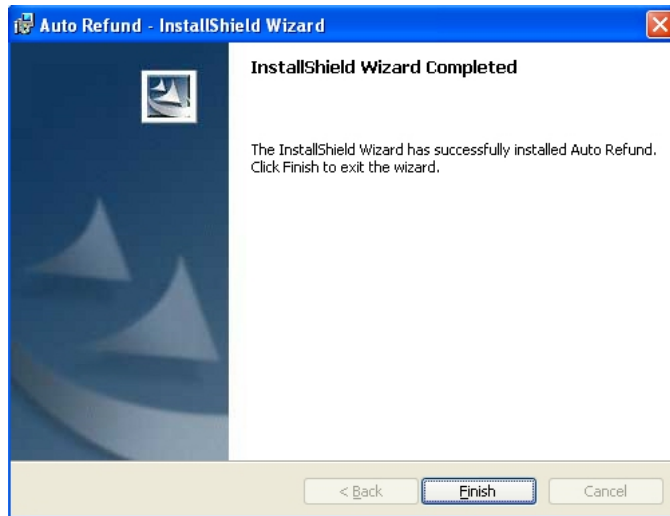 Auto Refund - InstallShield Wizard
InstallShield Wizard Completed
The InstallShield Wizard has successfully installed Auto Refund.
Click Finish to exit the wizard.
< Back
Finish
Cancel